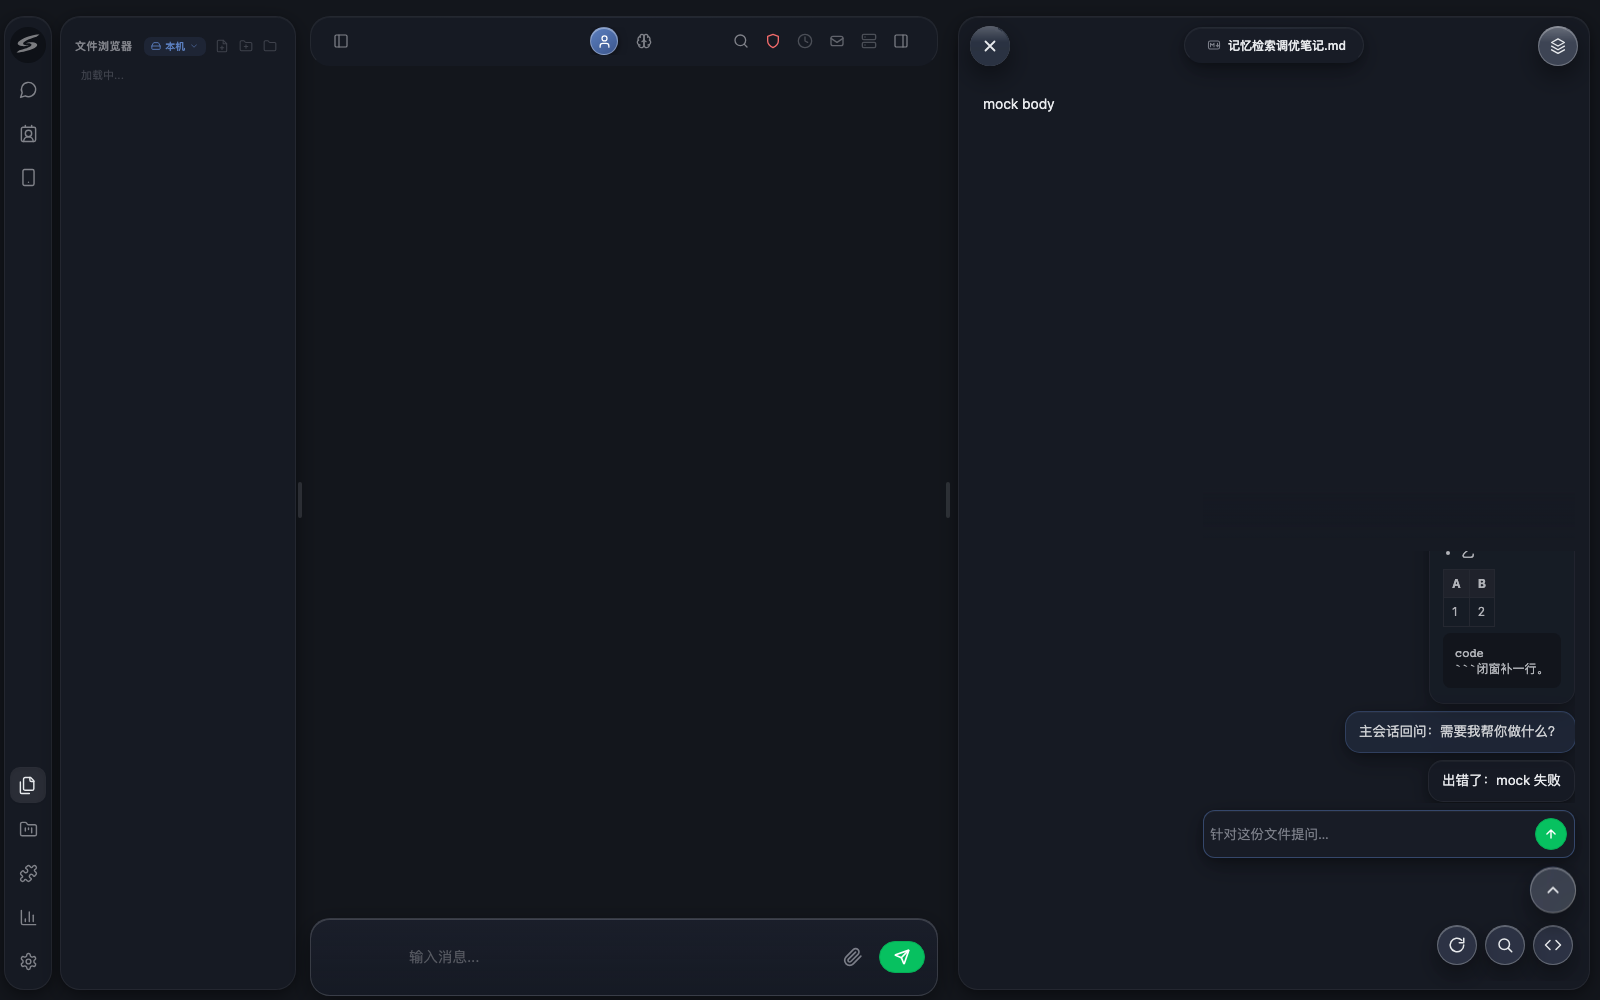 文件浏览器
本机
加载中...
输入消息...
记忆检索调优笔记.md
mock body
A B
1 2
code
```闭窗补一行。
主会话回问：需要我帮你做什么？
出错了：mock 失败
针对这份文件提问...